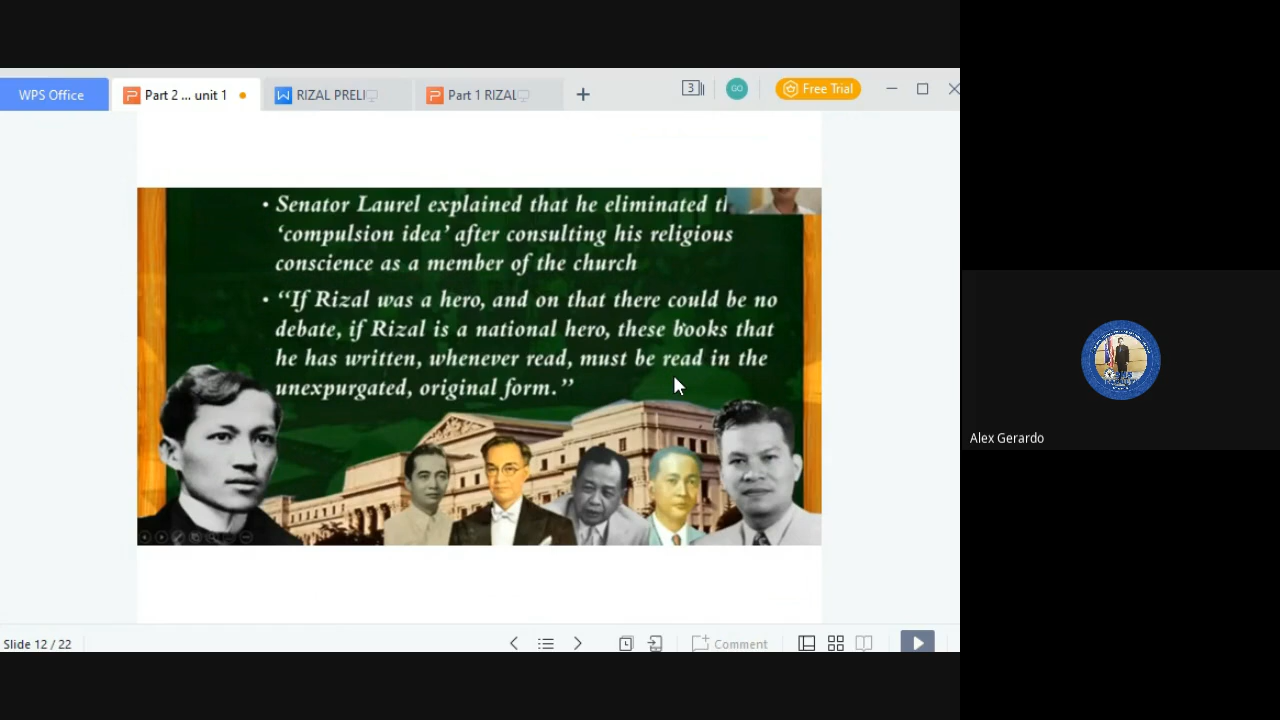 WPS Office
Part 2 ... unit 1
RIZAL PRELI
Part 1 RIZAL
3
GO
Free Trial
• Senator Laurel explained that he eliminated
‘compulsion idea’ after consulting his religious
conscience as a member of the church
• “If Rizal was a hero, and on that there could be no
debate, if Rizal is a national hero, these books that
he has written, whenever read, must be read in the
unexpurgated, original form.”
Alex Gerardo
Slide 12 / 22
Comment